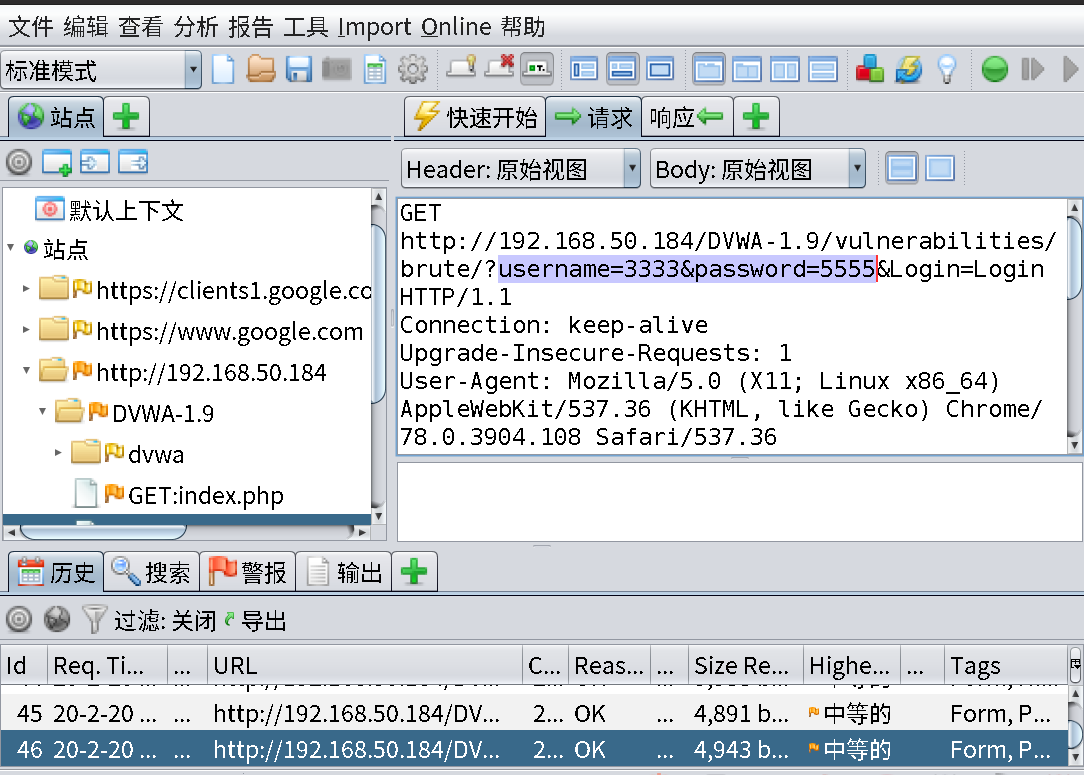 文件 编辑 查看 分析 报告 工具 Import Online 帮助
标准模式
站点
快速开始 请求 响应
Header: 原始视图 Body: 原始视图
默认上下文
站点
https://clients1.google.co
https://www.google.com
http://192.168.50.184
DVWA-1.9
dvwa
GET:index.php
GET
http://192.168.50.184/DVWA-1.9/vulnerabilities/
brute/?username=3333&password=5555&Login=Login
HTTP/1.1
Connection: keep-alive
Upgrade-Insecure-Requests: 1
User-Agent: Mozilla/5.0 (X11; Linux x86_64)
AppleWebKit/537.36 (KHTML, like Gecko) Chrome/
78.0.3904.108 Safari/537.36
历史 搜索 警报 输出
过滤: 关闭 导出
Id Req. Ti... ... URL C... Reas... ... Size Re... Highe... ... Tags
45 20-2-20 ... ... http://192.168.50.184/DV... 2... OK ... 4,891 b... 中等的 Form, P...
46 20-2-20 ... ... http://192.168.50.184/DV... 2... OK ... 4,943 b... 中等的 Form, P...